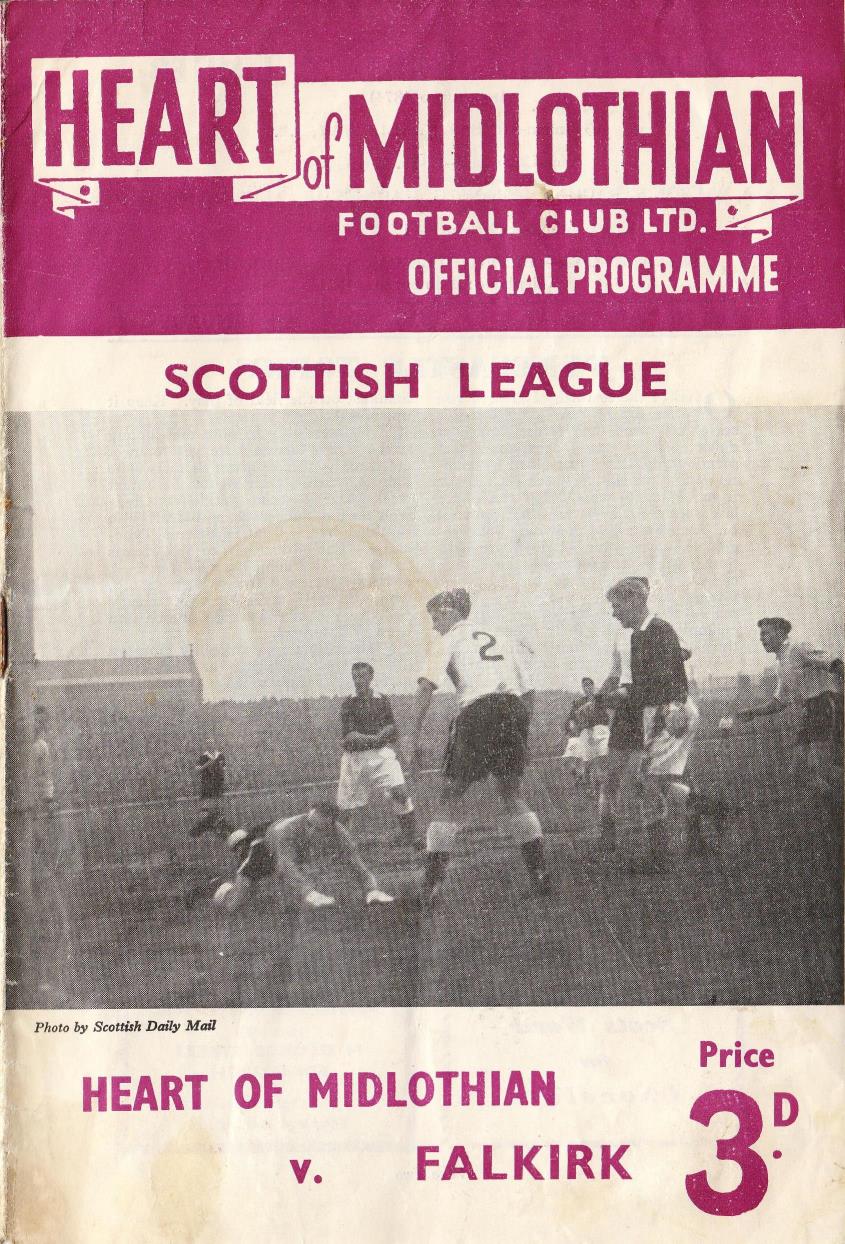 HEART
of MIDLOTHIAN
FOOTBALL CLUB LTD.
OFFICIAL PROGRAMME
SCOTTISH LEAGUE
2
Photo by Scottish Daily Mail
Price
3D.
HEART OF MIDLOTHIAN
v. FALKIRK